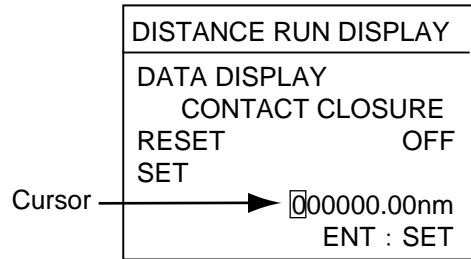 DISTANCE RUN DISPLAY
DATA DISPLAY
CONTACT CLOSURE
RESET OFF
SET
Cursor 000000.00nm
ENT : SET